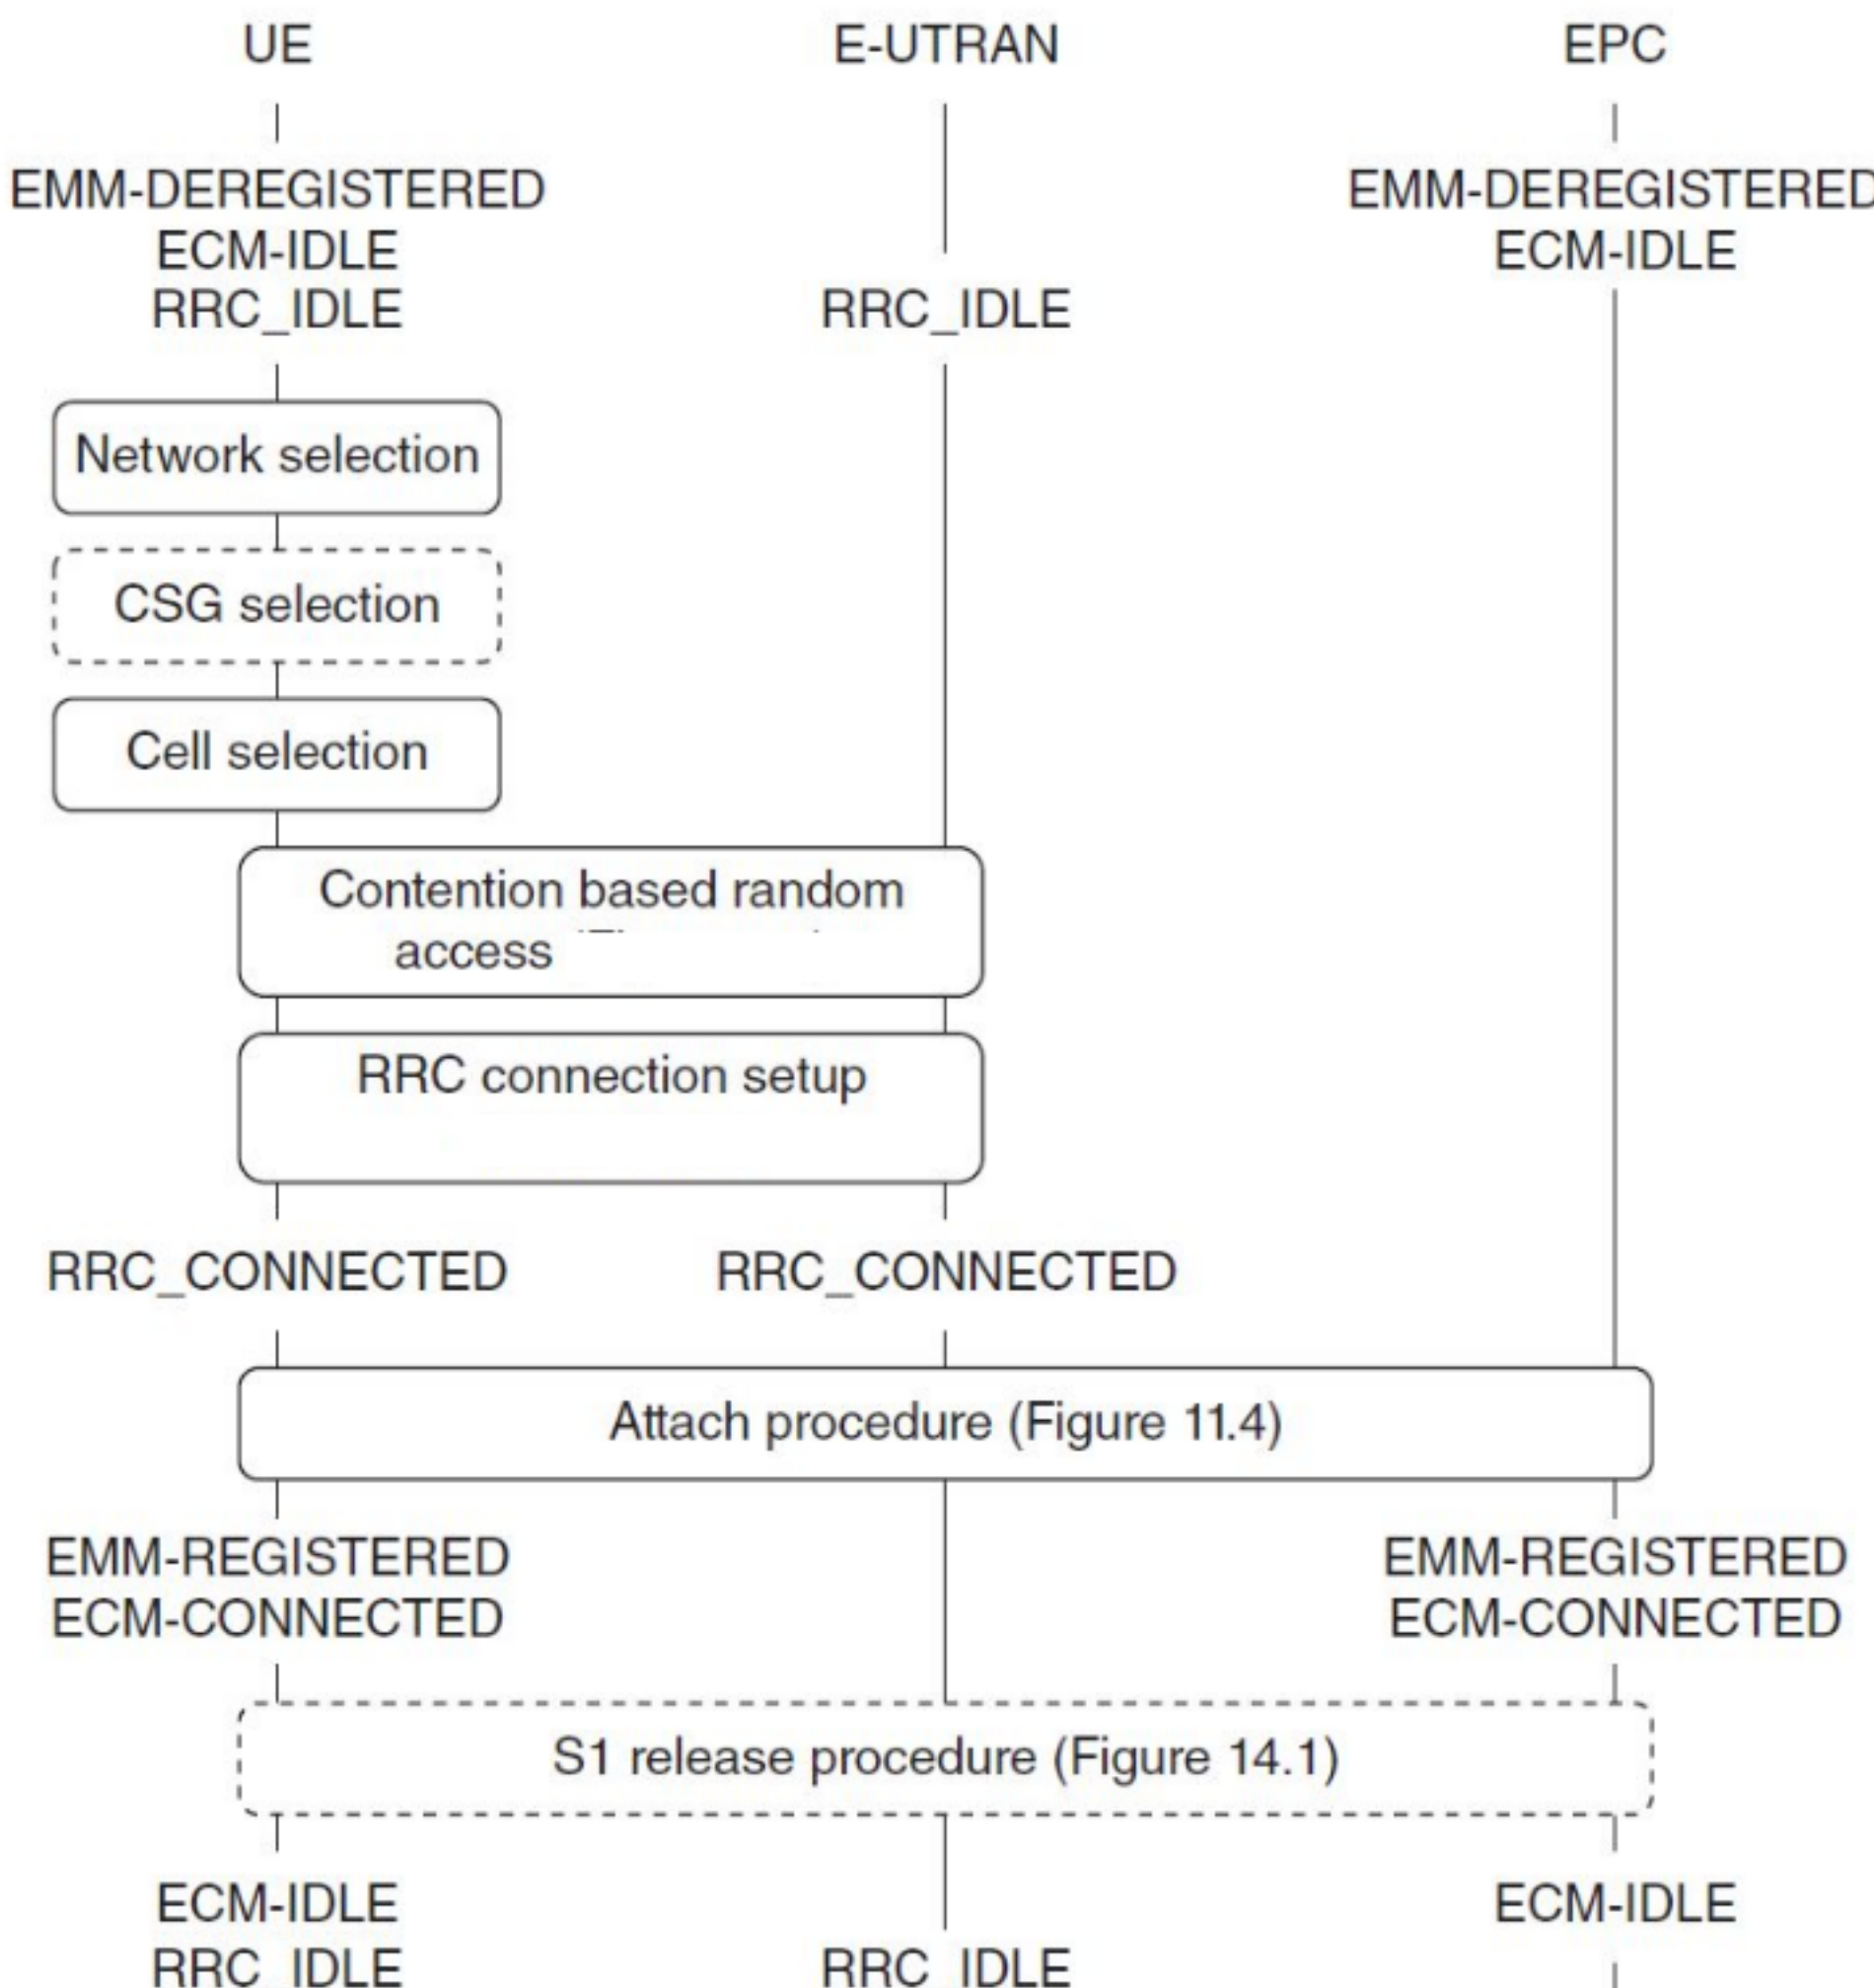 UE
E-UTRAN
EPC
EMM-DEREGISTERED
ECM-IDLE
RRC_IDLE
RRC_IDLE
EMM-DEREGISTERED
ECM-IDLE
Network selection
CSG selection
Cell selection
Contention based random
access
RRC connection setup
RRC_CONNECTED
RRC_CONNECTED
Attach procedure (Figure 11.4)
EMM-REGISTERED
ECM-CONNECTED
EMM-REGISTERED
ECM-CONNECTED
S1 release procedure (Figure 14.1)
ECM-IDLE
RRC_IDLE
RRC_IDLE
ECM-IDLE